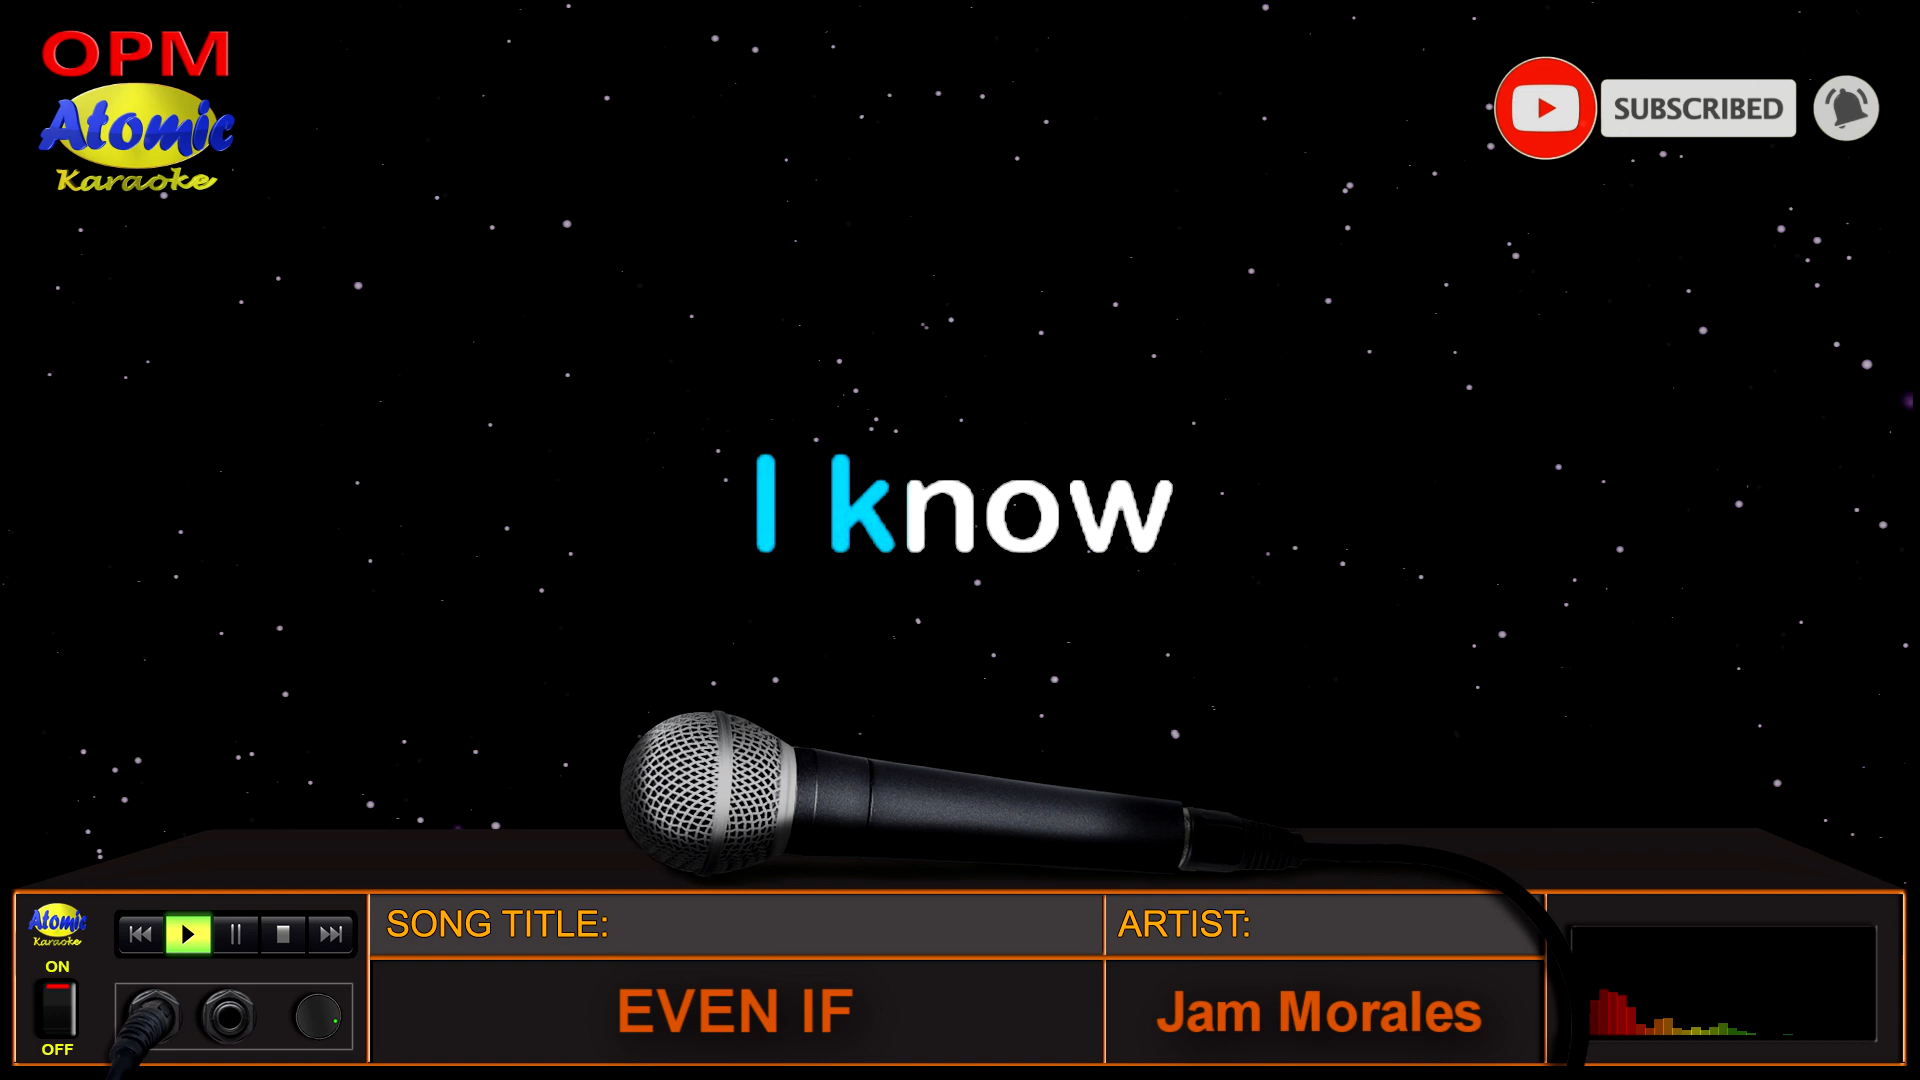 OPM
Atomic
Karaoke
SUBSCRIBED
I know
Atomic
Karaoke
ON
OFF
SONG TITLE:
EVEN IF
ARTIST:
Jam Morales